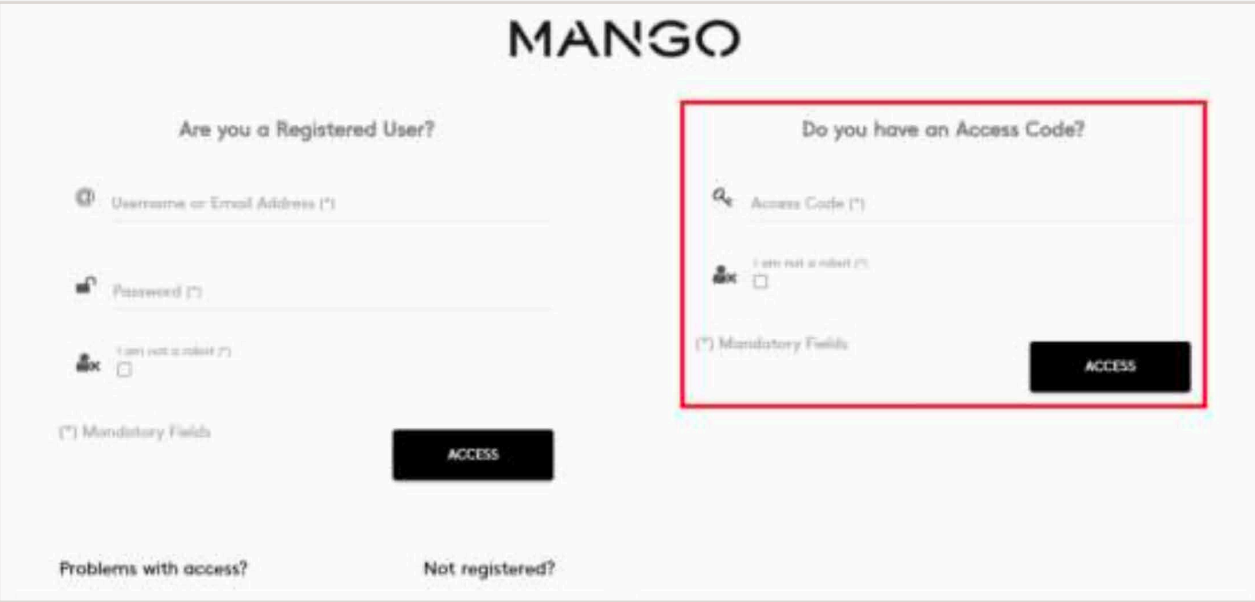 MANGO
Are you a Registered User?
@ Username or Email Address (*)
Password (*)
I am not a robot (*)
(*) Mandatory Fields
ACCESS
Problems with access?
Not registered?
Do you have an Access Code?
Access Code (*)
I am not a robot (*)
(*) Mandatory Fields
ACCESS